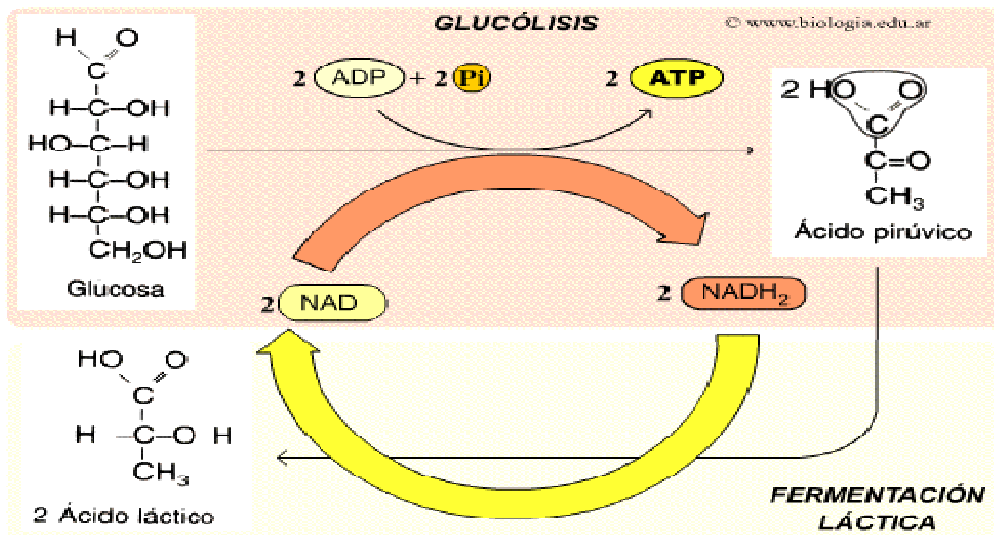 GLUCÓLISIS
© www.biologia.edu.ar
H O
C
H–C–OH
HO–C–H
H–C–OH
H–C–OH
CH₂OH
Glucosa
2 ADP + 2 Pi
2 ATP
2 HO O
C
C=O
CH₃
Ácido pirúvico
2 NAD
2 NADH₂
HO O
C
H –C–O H
CH₃
2 Ácido láctico
FERMENTACIÓN
LÁCTICA